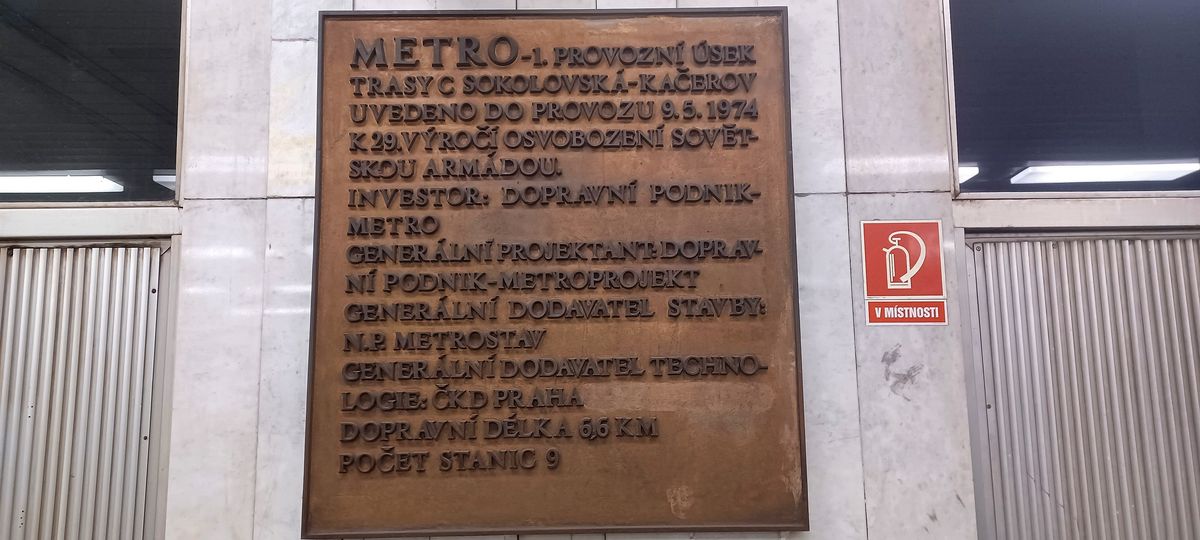 METRO-1. PROVOZNÍ ÚSEK
TRASY C SOKOLOVSKÁ-KAČEROV
UVEDENO DO PROVOZU 9.5.1974
K 29.VÝROČÍ OSVOBOZENÍ SOVĚT-
SKOU ARMÁDOU.
INVESTOR: DOPRAVNÍ PODNIK-
METRO
GENERÁLNÍ PROJEKTANT: DOPRAV-
NÍ PODNIK-METROPROJEKT
GENERÁLNÍ DODAVATEL STAVBY:
N.P. METROSTAV
GENERÁLNÍ DODAVATEL TECHNO-
LOGIE: ČKD PRAHA
DOPRAVNÍ DÉLKA 6,6 KM
POČET STANIC 9
V MÍSTNOSTI